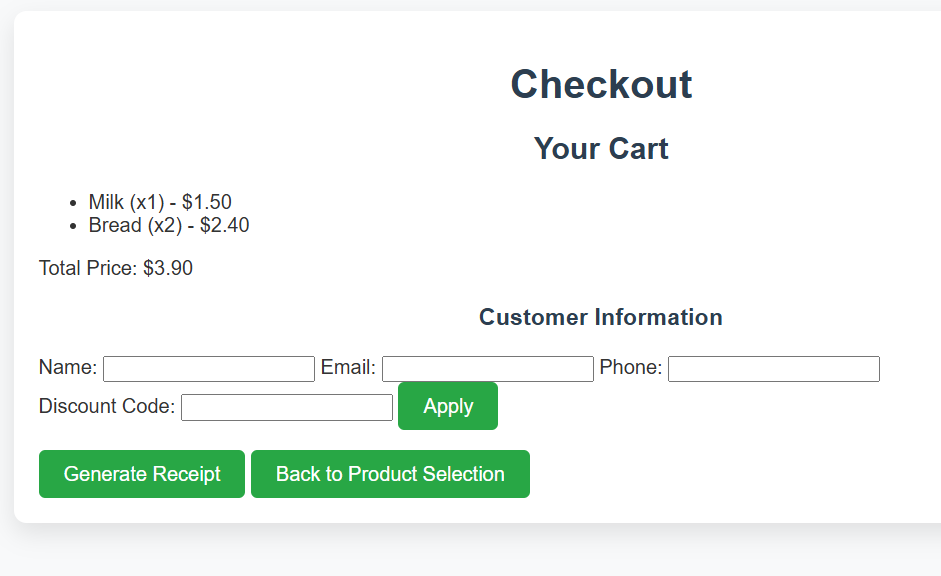 Checkout
Your Cart
• Milk (x1) - $1.50
• Bread (x2) - $2.40
Total Price: $3.90
Customer Information
Name: Email: Phone:
Discount Code: Apply
Generate Receipt Back to Product Selection